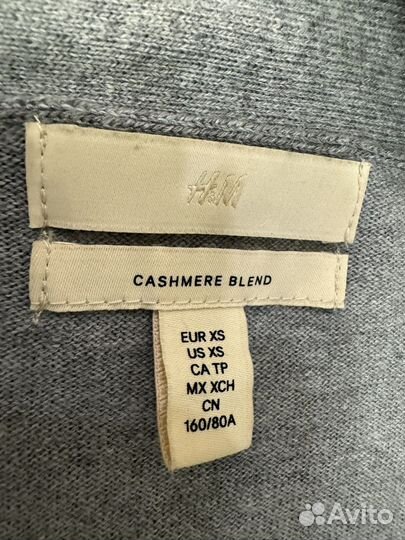 H&M
CASHMERE BLEND
EUR XS
US XS
CA TP
MX XCH
CN
160/80A
Avito